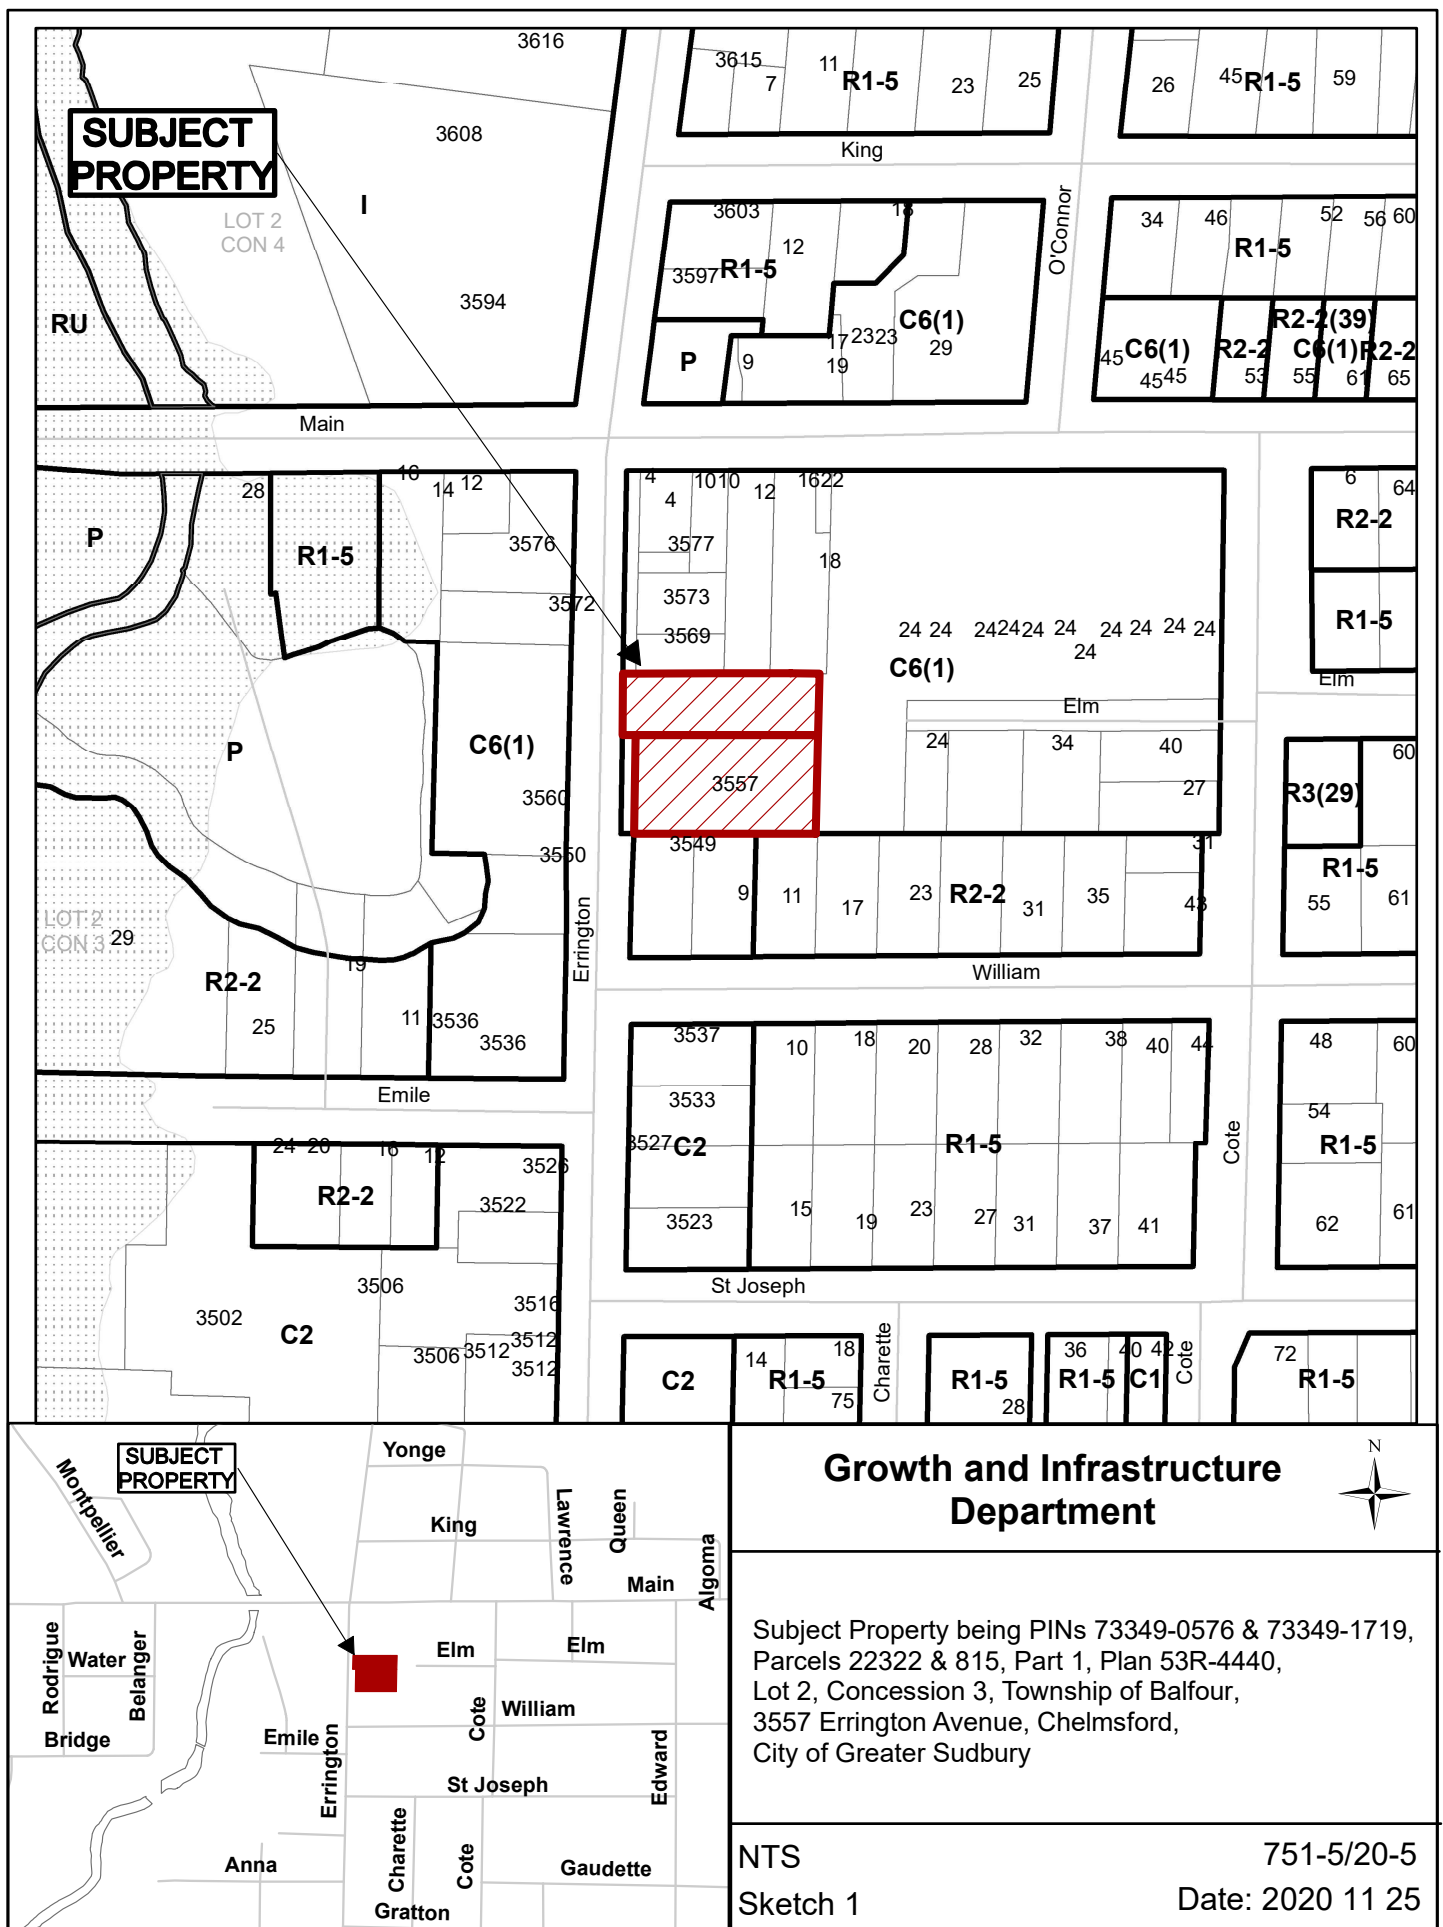 3616
3615
7
11
R1-5
23
25
26
45
R1-5
59
SUBJECT
PROPERTY
3608
King
I
LOT 2
CON 4
3603
12
18
3597
R1-5
O'Connor
34
46
52
56
60
R1-5
RU
3594
C6(1)
P
9
17
19
23
23
29
45
C6(1)
45
45
R2-2
53
R2-2(39)
C6(1)
55
61
R2-2
65
Main
28
16
14
12
4
4
10
10
12
16
22
6
64
P
R1-5
3576
3577
18
R2-2
3572
3573
3569
24
24
24
24
24
24
24
24
24
24
24
C6(1)
R1-5
Elm
Elm
P
C6(1)
24
34
40
60
3560
3557
27
R3(29)
3550
3549
31
R1-5
LOT 2
CON 3
29
9
11
17
23
R2-2
31
35
43
55
61
Errington
William
R2-2
19
25
11
3536
3536
3537
10
18
20
28
32
38
40
44
48
60
Emile
3533
54
3527
C2
R1-5
Cote
R1-5
24
20
16
12
3526
R2-2
3522
3523
15
19
23
27
31
37
41
62
61
St Joseph
3506
3502
C2
3516
3506
3512
3512
3512
C2
14
18
R1-5
75
Charette
R1-5
28
36
R1-5
40
42
C1
Cote
72
R1-5
SUBJECT
PROPERTY
Yonge
Montpellier
King
Lawrence
Queen
Main
Algoma
Rodrigue
Water
Belanger
Elm
Elm
Bridge
Emile
Errington
Cote
William
St Joseph
Edward
Anna
Charette
Cote
Gaudette
Gratton
Growth and Infrastructure
Department
N
Subject Property being PINs 73349-0576 & 73349-1719,
Parcels 22322 & 815, Part 1, Plan 53R-4440,
Lot 2, Concession 3, Township of Balfour,
3557 Errington Avenue, Chelmsford,
City of Greater Sudbury
NTS
751-5/20-5
Sketch 1
Date: 2020 11 25